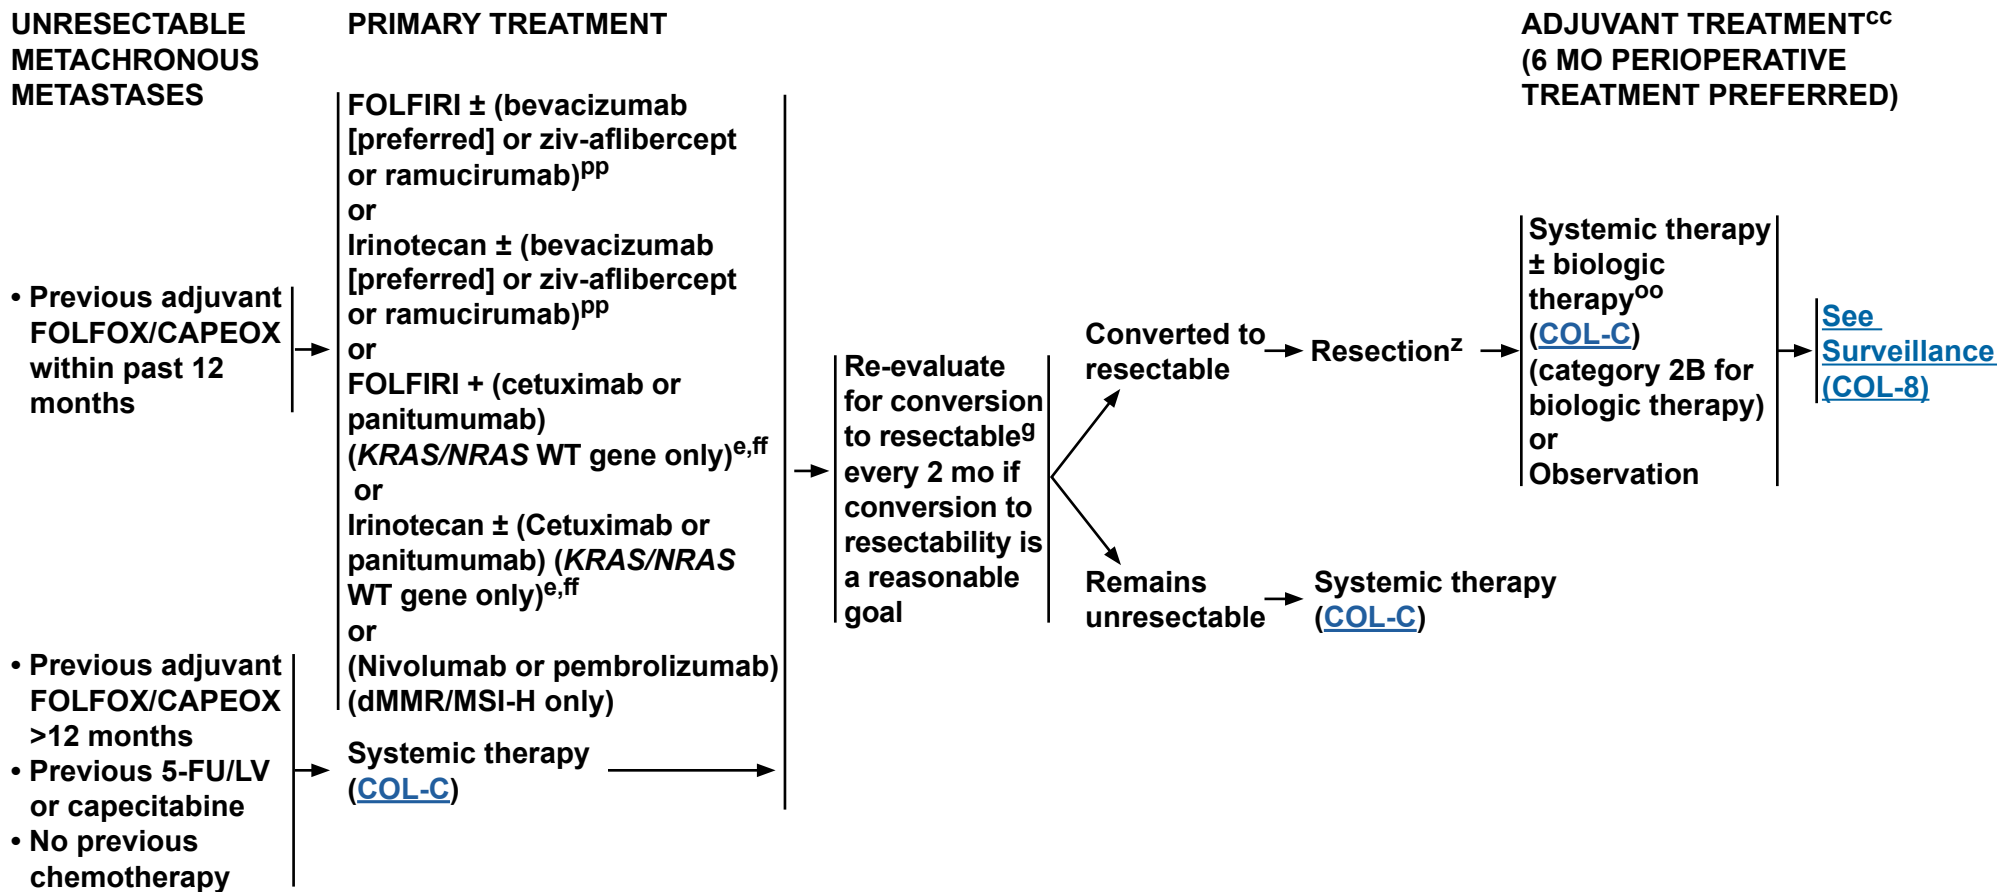 UNRESECTABLE
METACHRONOUS
METASTASES
PRIMARY TREATMENT
ADJUVANT TREATMENTcc
(6 MO PERIOPERATIVE
TREATMENT PREFERRED)
• Previous adjuvant
FOLFOX/CAPEOX
within past 12
months
FOLFIRI ± (bevacizumab
[preferred] or ziv-aflibercept
or ramucirumab)pp
or
Irinotecan ± (bevacizumab
[preferred] or ziv-aflibercept
or ramucirumab)pp
or
FOLFIRI + (cetuximab or
panitumumab)
(KRAS/NRAS WT gene only)e,ff
or
Irinotecan ± (Cetuximab or
panitumumab) (KRAS/NRAS
WT gene only)e,ff
or
(Nivolumab or pembrolizumab)
(dMMR/MSI-H only)
• Previous adjuvant
FOLFOX/CAPEOX
>12 months
• Previous 5-FU/LV
or capecitabine
• No previous
chemotherapy
Systemic therapy
(COL-C)
Re-evaluate
for conversion
to resectableg
every 2 mo if
conversion to
resectability is
a reasonable
goal
Converted to
resectable
Resectionz
Systemic therapy
± biologic
therapyoo
(COL-C)
(category 2B for
biologic therapy)
or
Observation
See
Surveillance
(COL-8)
Remains
unresectable
Systemic therapy
(COL-C)